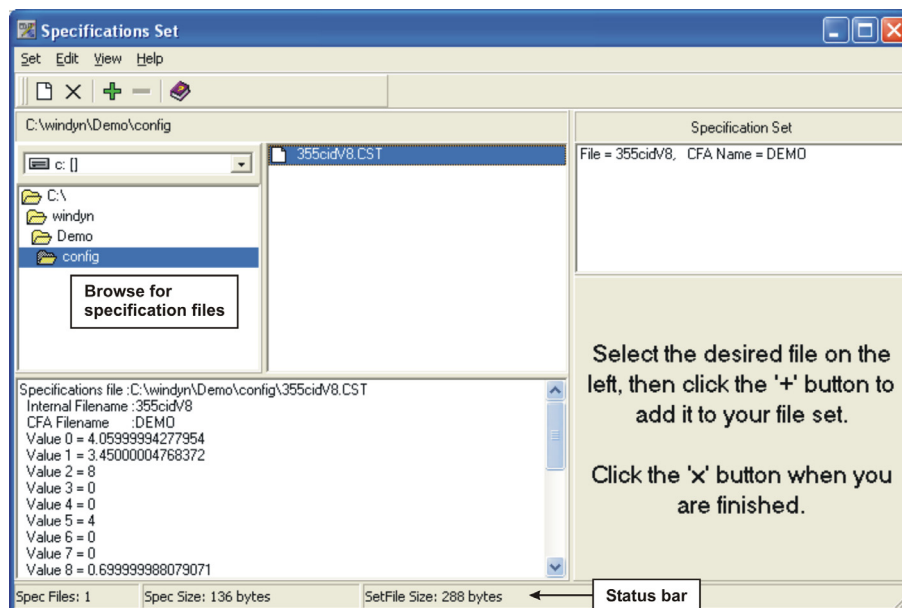 Specifications Set
Set Edit View Help
C:\windyn\Demo\config
Specification Set
c: []
355cidV8.CST
File = 355cidV8, CFA Name = DEMO
C:\
windyn
Demo
config
Browse for
specification files
Select the desired file on the
left, then click the '+' button to
add it to your file set.
Click the 'x' button when you
are finished.
Specifications file :C:\windyn\Demo\config\355cidV8.CST
Internal Filename :355cidV8
CFA Filename :DEMO
Value 0 = 4.05999994277954
Value 1 = 3.45000004768372
Value 2 = 8
Value 3 = 0
Value 4 = 0
Value 5 = 4
Value 6 = 0
Value 7 = 0
Value 8 = 0.699999988079071
Spec Files: 1
Spec Size: 136 bytes
SetFile Size: 288 bytes
Status bar